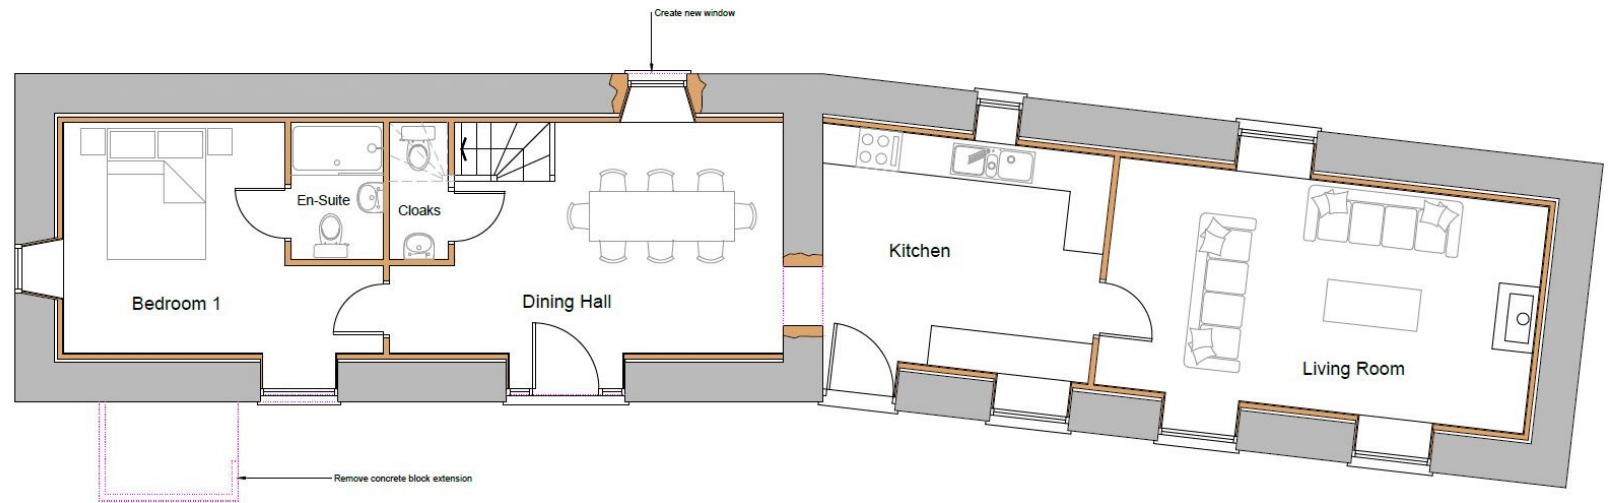 Create new window
En-Suite
Cloaks
Kitchen
Bedroom 1
Dining Hall
Living Room
Remove concrete block extension